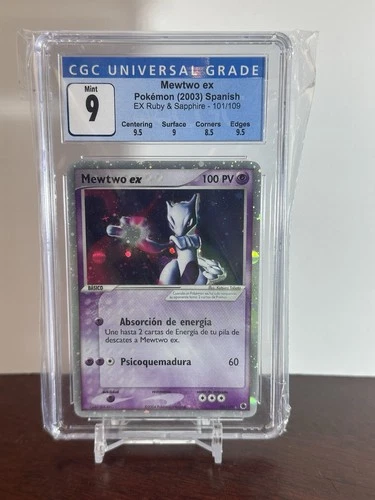 CGC UNIVERSAL GRADE
Mint
9
Mewtwo ex
Pokémon (2003) Spanish
EX Ruby & Sapphire - 101/109
Centering Surface Corners Edges
9.5 9 8.5 9.5
Mewtwo ex 100 PV
BÁSICO
Absorción de energía
Une hasta 2 cartas de Energía de tu pila de
descates a Mewtwo ex.
Psicoquemadura 60